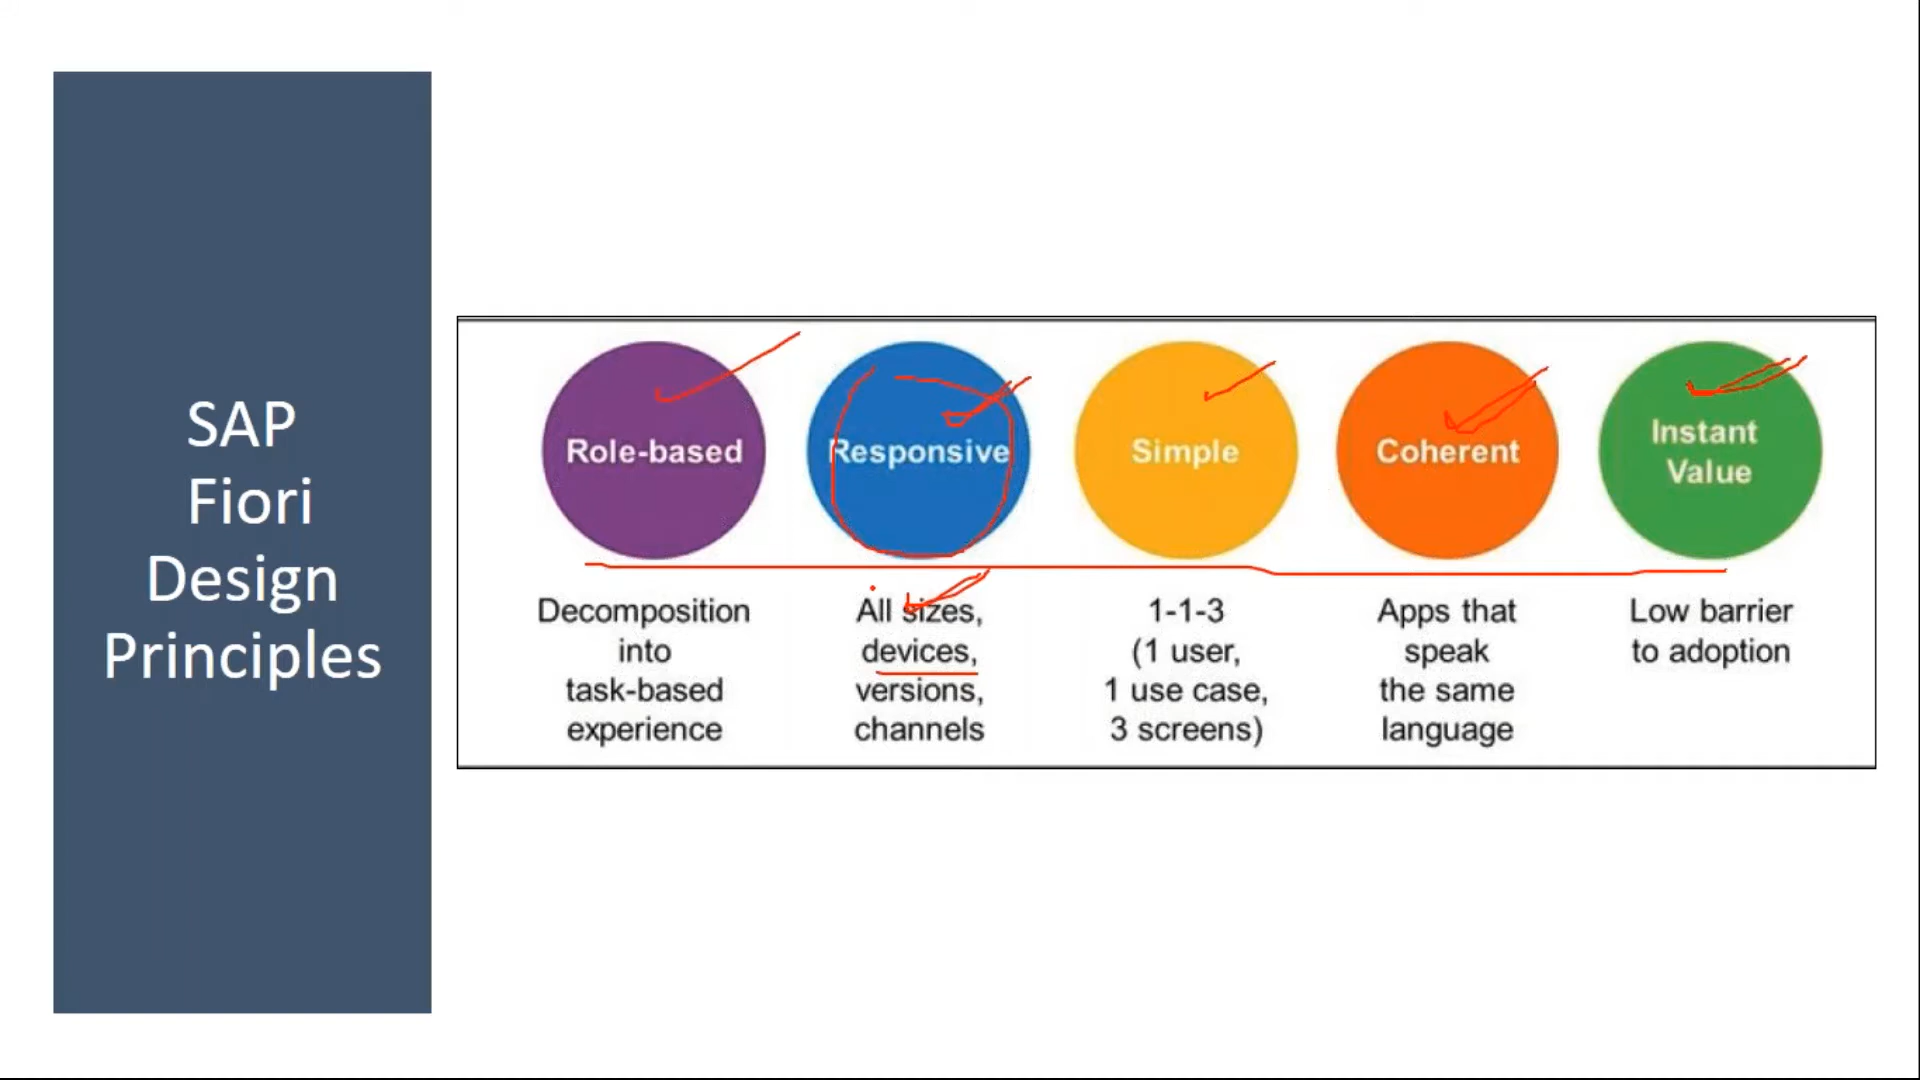 SAP
Fiori
Design
Principles
Role-based
Responsive
Simple
Coherent
Instant
Value
Decomposition
into
task-based
experience
All sizes,
devices,
versions,
channels
1-1-3
(1 user,
1 use case,
3 screens)
Apps that
speak
the same
language
Low barrier
to adoption